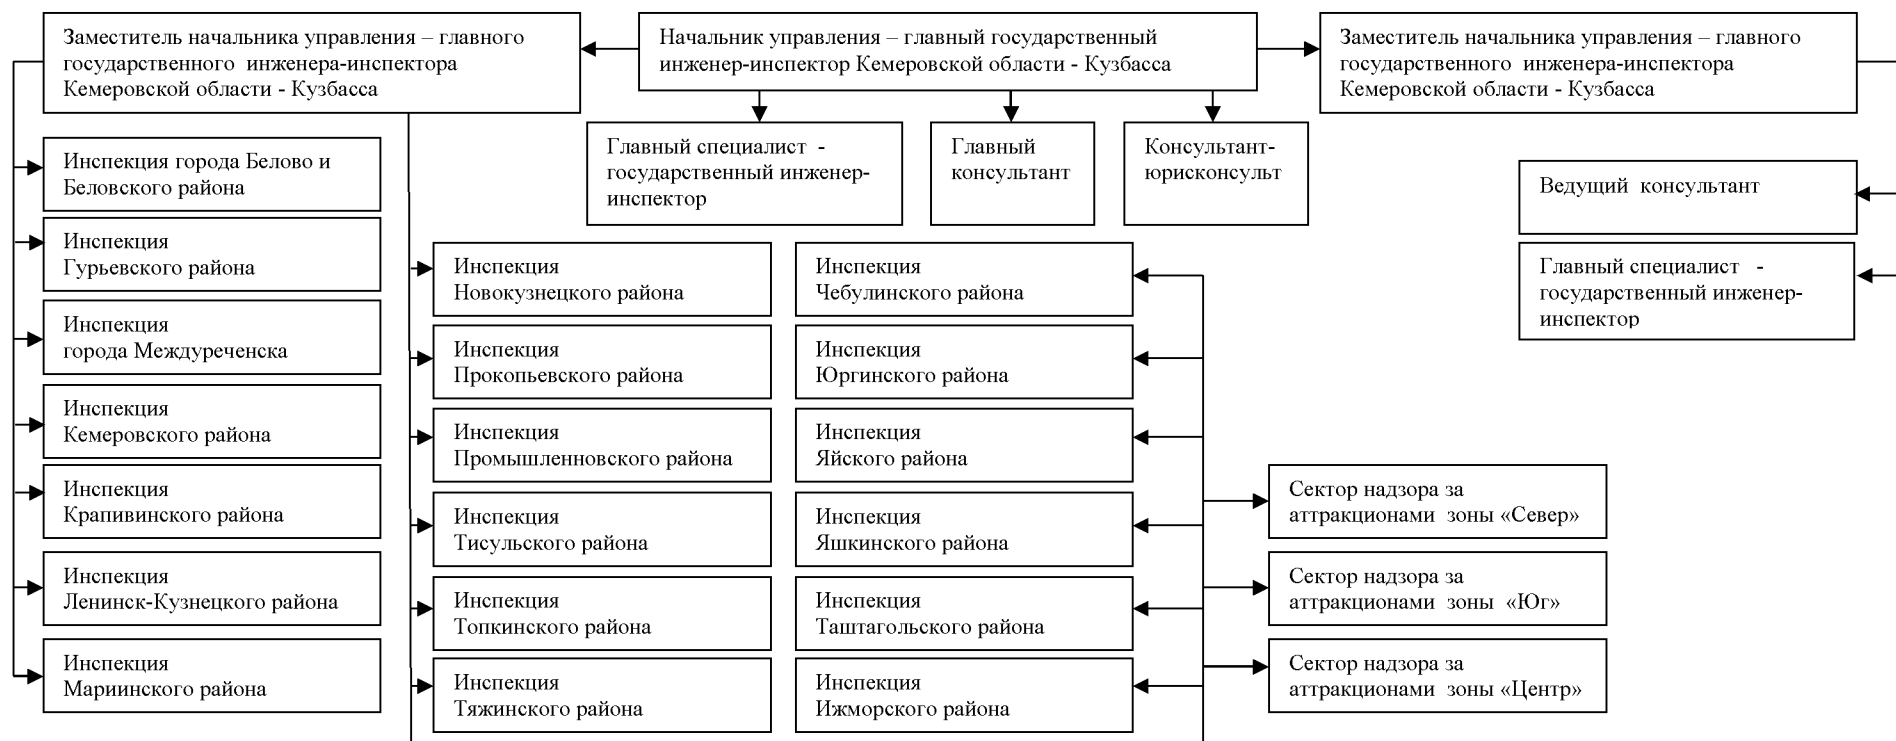 Заместитель начальника управления – главного
государственного инженера-инспектора
Кемеровской области - Кузбасса
Начальник управления – главный государственный
инженер-инспектор Кемеровской области - Кузбасса
Заместитель начальника управления – главного
государственного инженера-инспектора
Кемеровской области - Кузбасса
Главный специалист -
государственный инженер-
инспектор
Главный
консультант
Консультант-
юрисконсульт
Ведущий консультант
Главный специалист -
государственный инженер-
инспектор
Инспекция города Белово и
Беловского района
Инспекция
Гурьевского района
Инспекция
города Междуреченска
Инспекция
Кемеровского района
Инспекция
Крапивинского района
Инспекция
Ленинск-Кузнецкого района
Инспекция
Мариинского района
Инспекция
Новокузнецкого района
Инспекция
Прокопьевского района
Инспекция
Промышленновского района
Инспекция
Тисульского района
Инспекция
Топкинского района
Инспекция
Тяжинского района
Инспекция
Чебулинского района
Инспекция
Юргинского района
Инспекция
Яйского района
Инспекция
Яшкинского района
Инспекция
Таштагольского района
Инспекция
Ижморского района
Сектор надзора за
аттракционами зоны «Север»
Сектор надзора за
аттракционами зоны «Юг»
Сектор надзора за
аттракционами зоны «Центр»